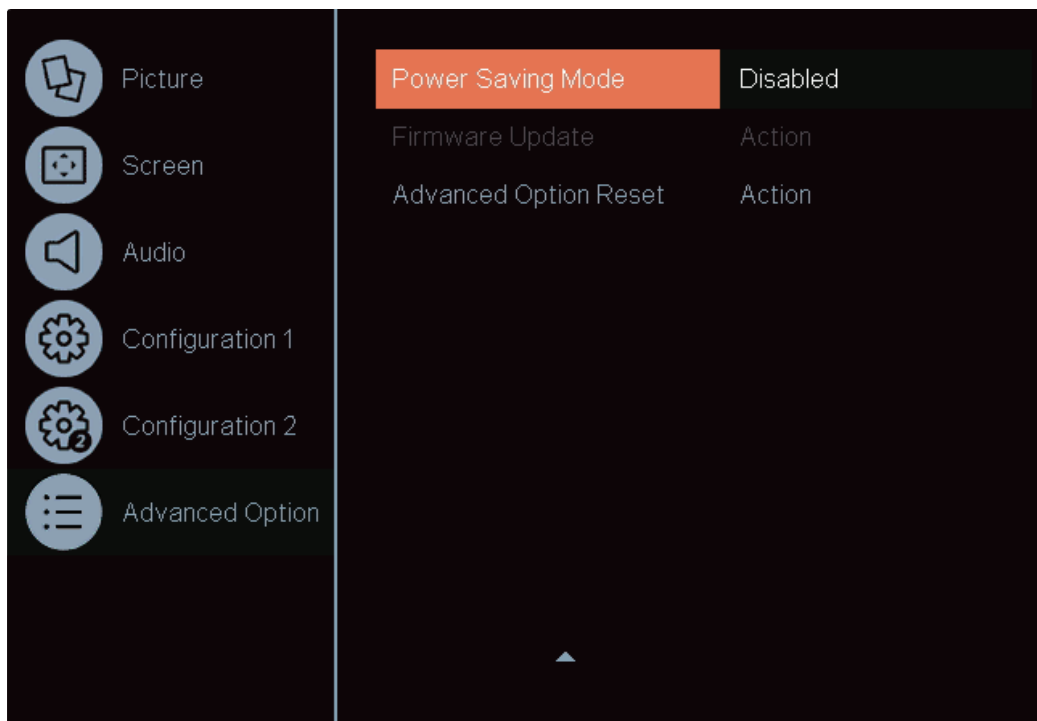 Picture
Screen
Audio
Configuration 1
Configuration 2
2
Advanced Option
Power Saving Mode Disabled
Firmware Update Action
Advanced Option Reset Action